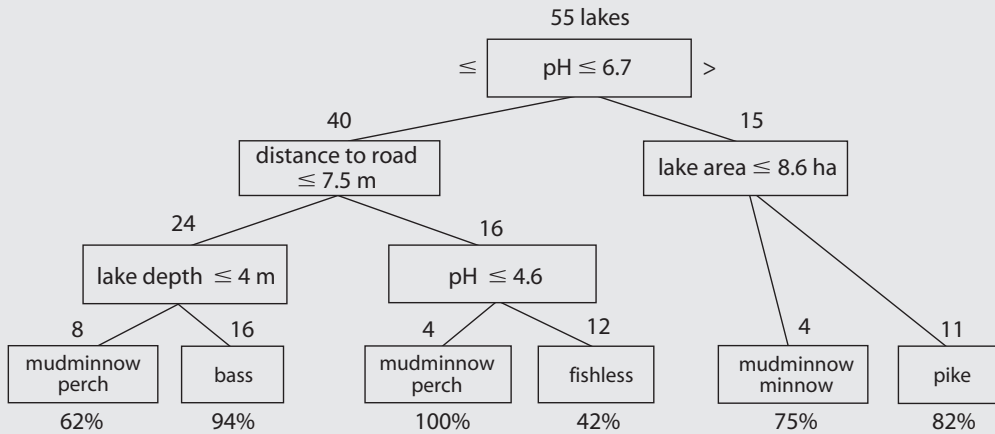 55 lakes
≤ pH ≤ 6.7 >
40 15
distance to road
≤ 7.5 m
lake area ≤ 8.6 ha
24 16
lake depth ≤ 4 m
pH ≤ 4.6
8 16 4 12 4 11
mudminnow
perch
bass
mudminnow
perch
fishless
mudminnow
minnow
pike
62% 94% 100% 42% 75% 82%